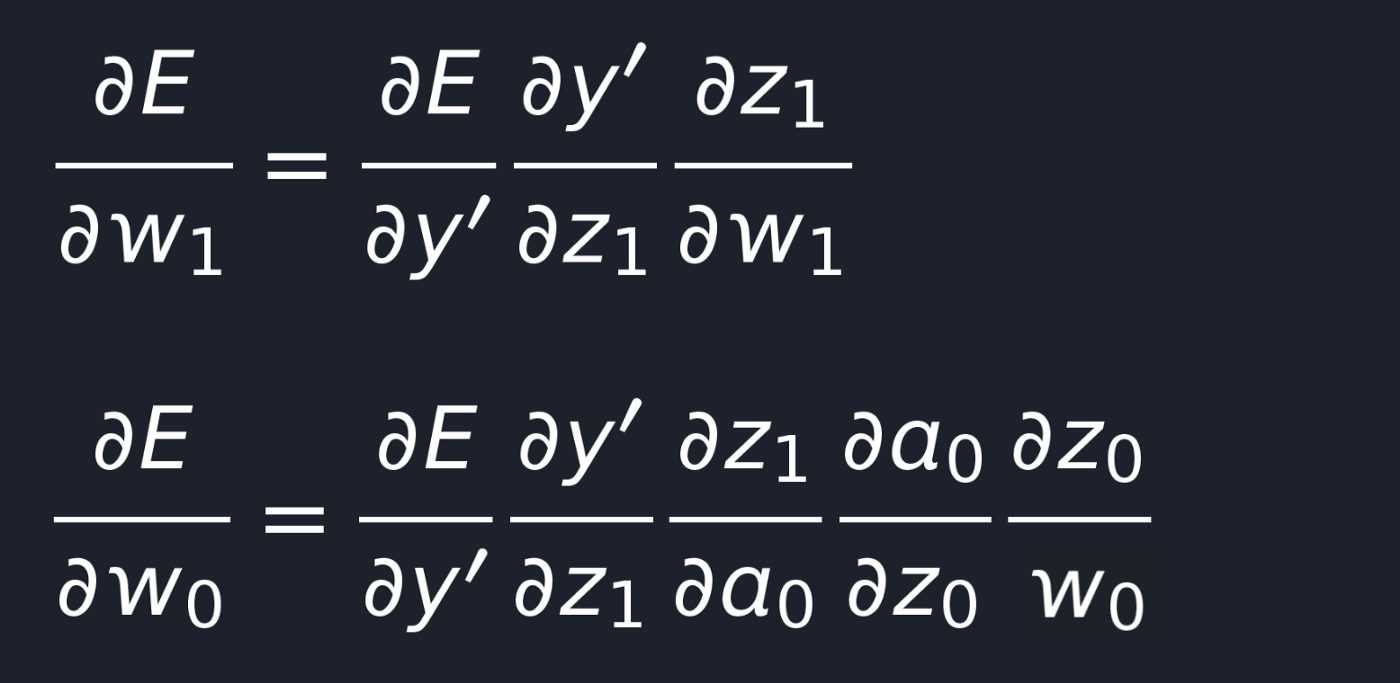 ∂E/∂w₁ = ∂E/∂y′ ∂y′/∂z₁ ∂z₁/∂w₁
∂E/∂w₀ = ∂E/∂y′ ∂y′/∂z₁ ∂z₁/∂a₀ ∂a₀/∂z₀ ∂z₀/w₀